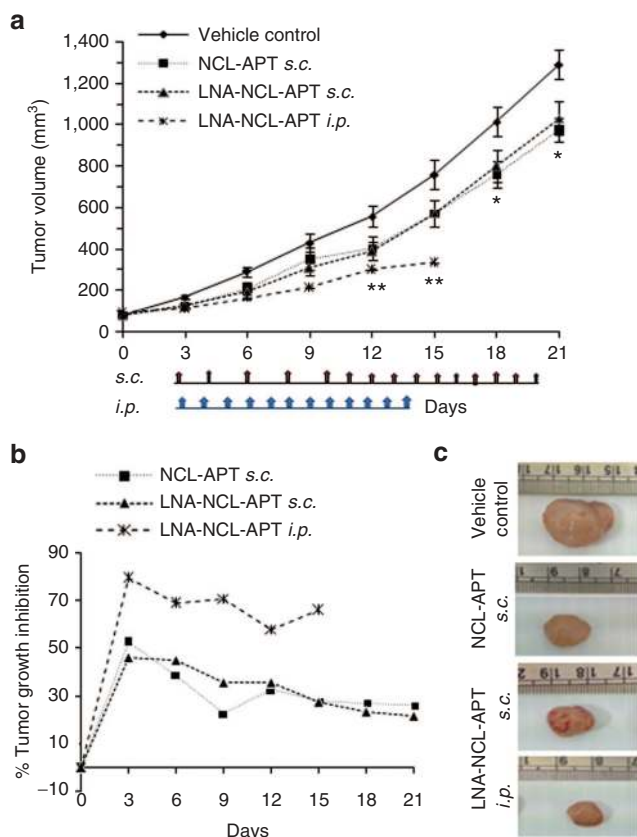 a
Vehicle control
NCL-APT s.c.
LNA-NCL-APT s.c.
LNA-NCL-APT i.p.
Tumor volume (mm³)
1,400
1,200
1,000
800
600
400
200
0
* *
** **
0 3 6 9 12 15 18 21
s.c.
i.p.
Days
b
NCL-APT s.c.
LNA-NCL-APT s.c.
LNA-NCL-APT i.p.
% Tumor growth inhibition
90
70
50
30
10
−10
0 3 6 9 12 15 18 21
Days
c
Vehicle
control
NCL-APT
s.c.
LNA-NCL-APT
s.c.
i.p.